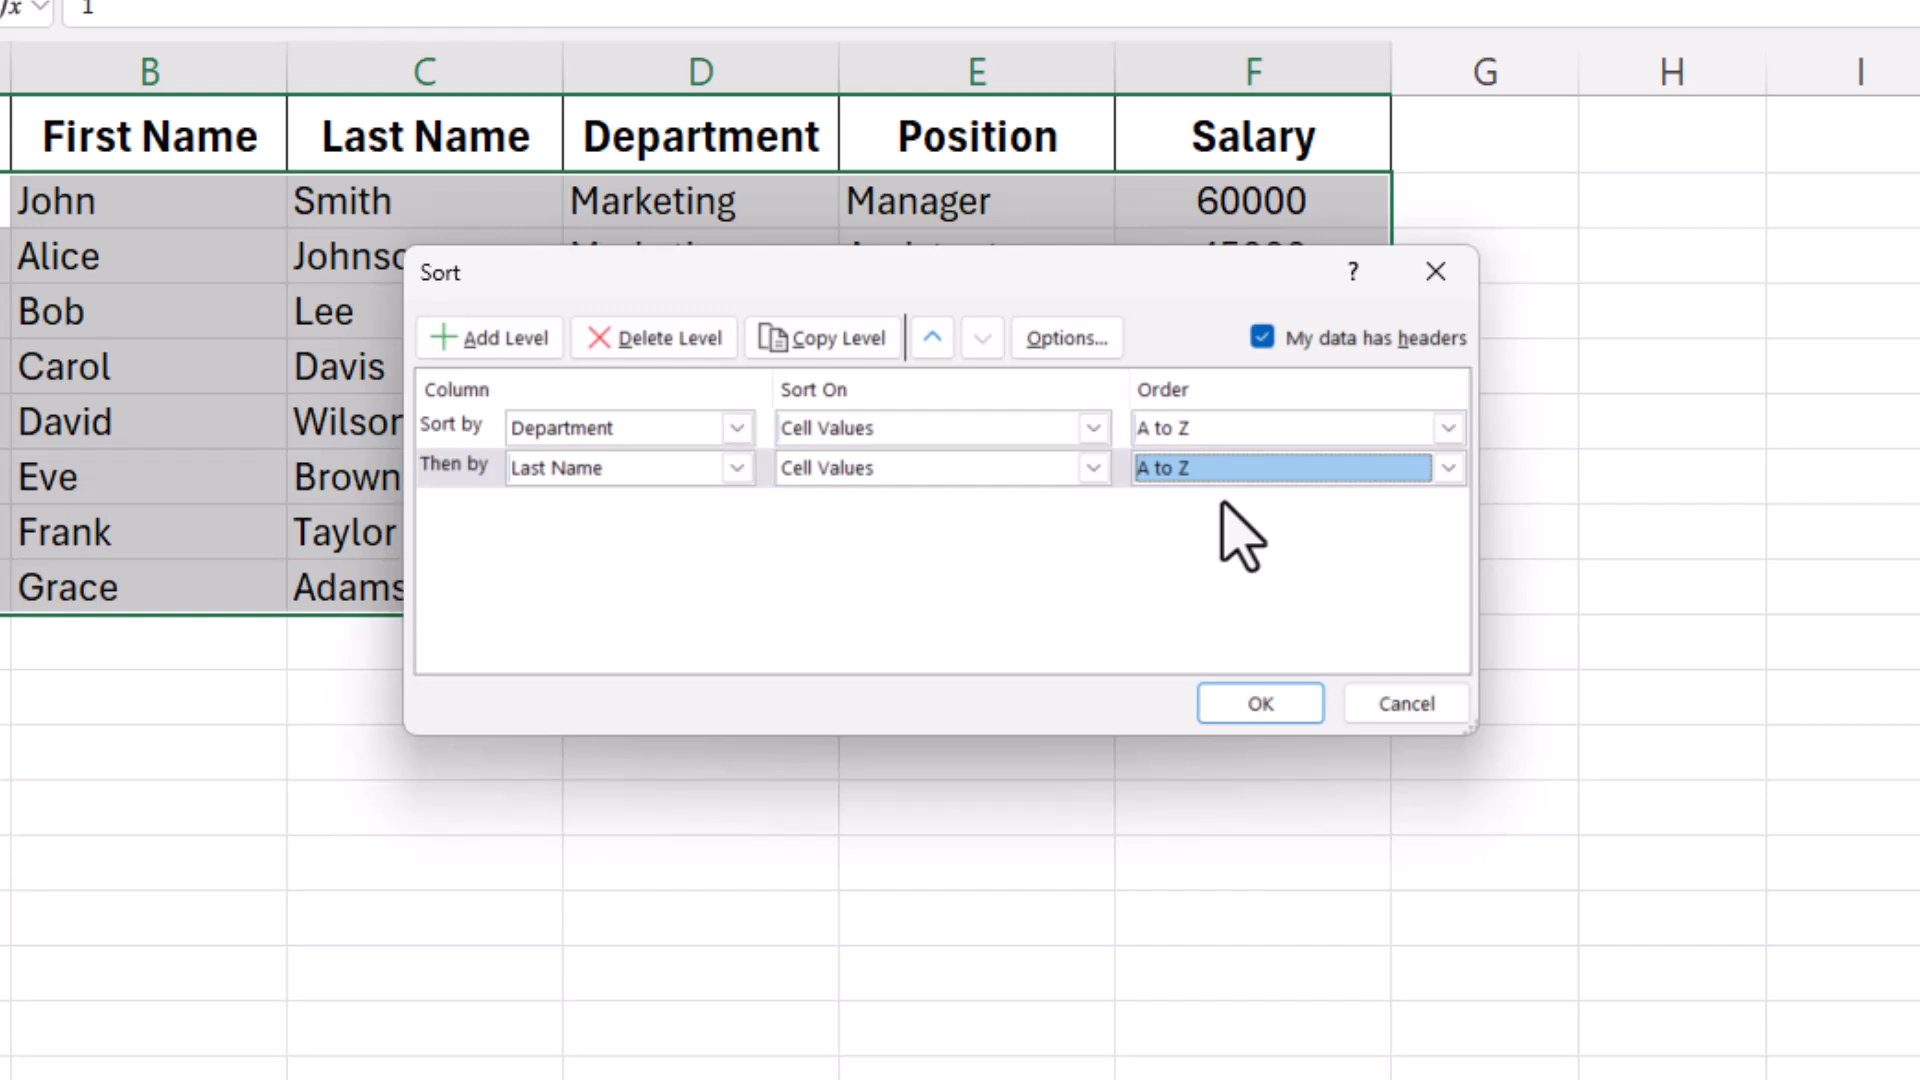 fx 1
B C D E F G H I
First Name Last Name Department Position Salary
John Smith Marketing Manager 60000
Alice
Bob Lee
Carol Davis
David
Eve Brown
Frank Taylor
Grace Adams
Sort ? 
Add Level Delete Level Copy Level Options... My data has headers
Column Sort On Order
Sort by Department Cell Values A to Z
Then by Last Name Cell Values A to Z
OK Cancel